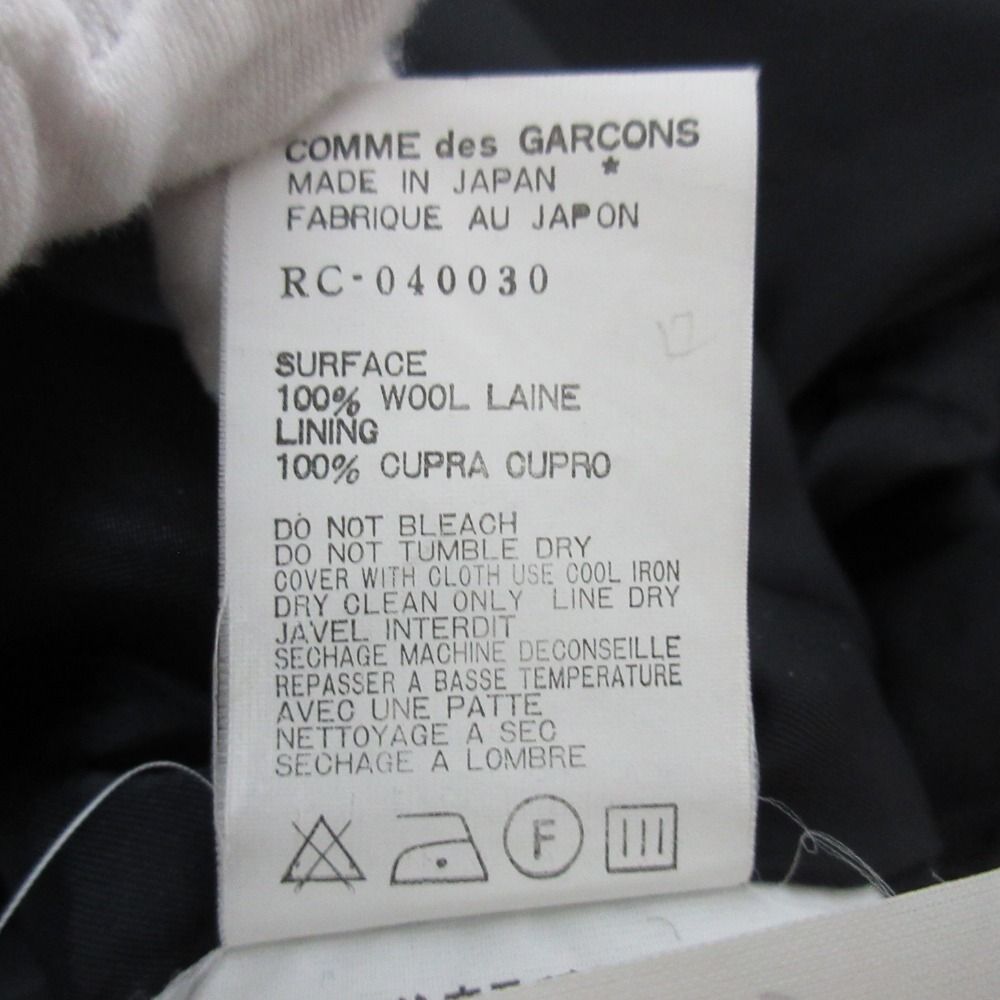 COMME des GARÇONS
*
MADE IN JAPAN
FABRIQUE AU JAPON
RC-040030
SURFACE
100% WOOL LAINE
LINING
100% CUPRA CUPRO
DO NOT BLEACH
DO NOT TUMBLE DRY
COVER WITH CLOTH USE COOL IRON
DRY CLEAN ONLY LINE DRY
JAVEL INTERDIT
SECHAGE MACHINE DECONSEILLE
REPASSER A BASSE TEMPERATURE
AVEC UNE PATTE
NETTOYAGE A SEC
SECHAGE A LOMBRE
F